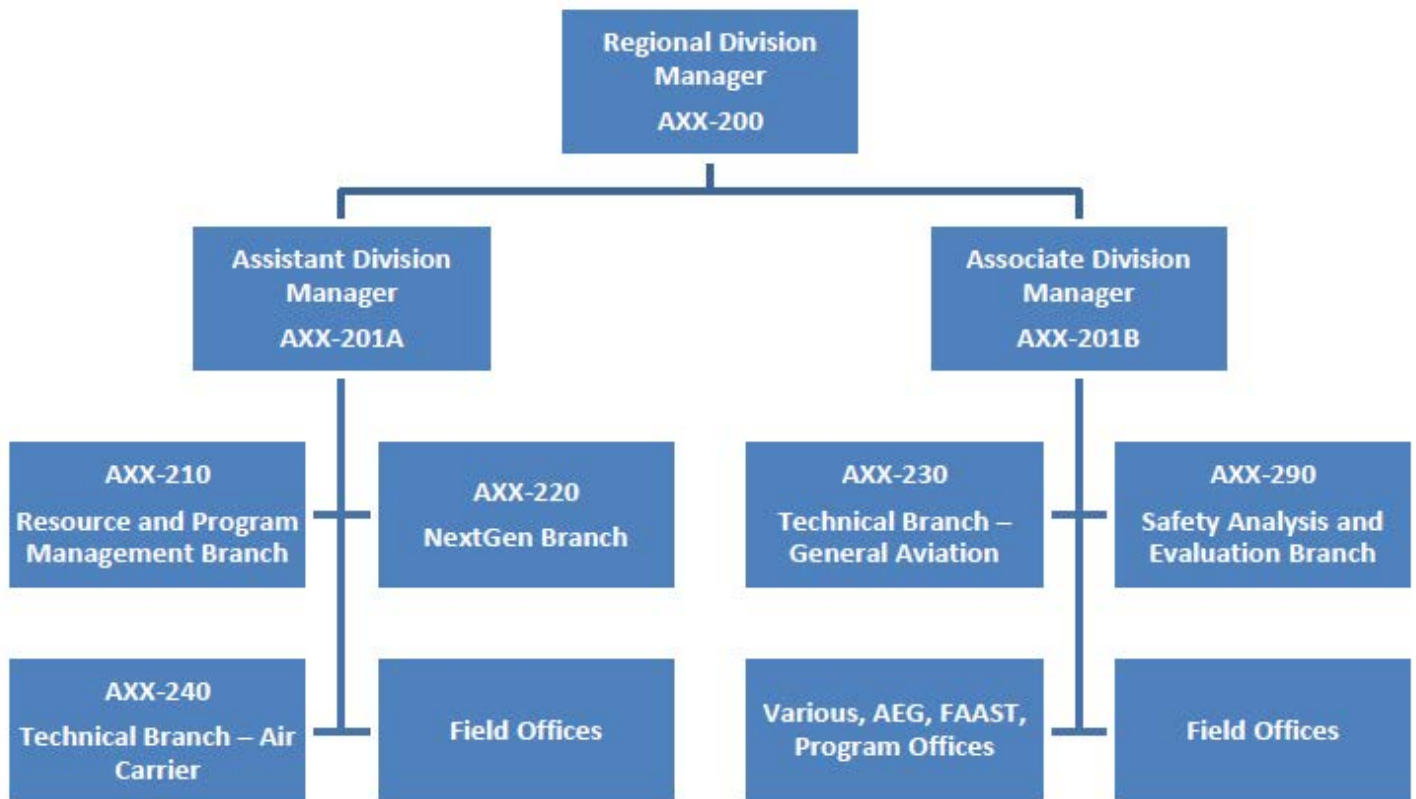 Regional Division
Manager
AXX-200
Assistant Division
Manager
AXX-201A
Associate Division
Manager
AXX-201B
AXX-210
Resource and Program
Management Branch
AXX-220
NextGen Branch
AXX-230
Technical Branch –
General Aviation
AXX-290
Safety Analysis and
Evaluation Branch
AXX-240
Technical Branch – Air
Carrier
Field Offices
Various, AEG, FAAST,
Program Offices
Field Offices